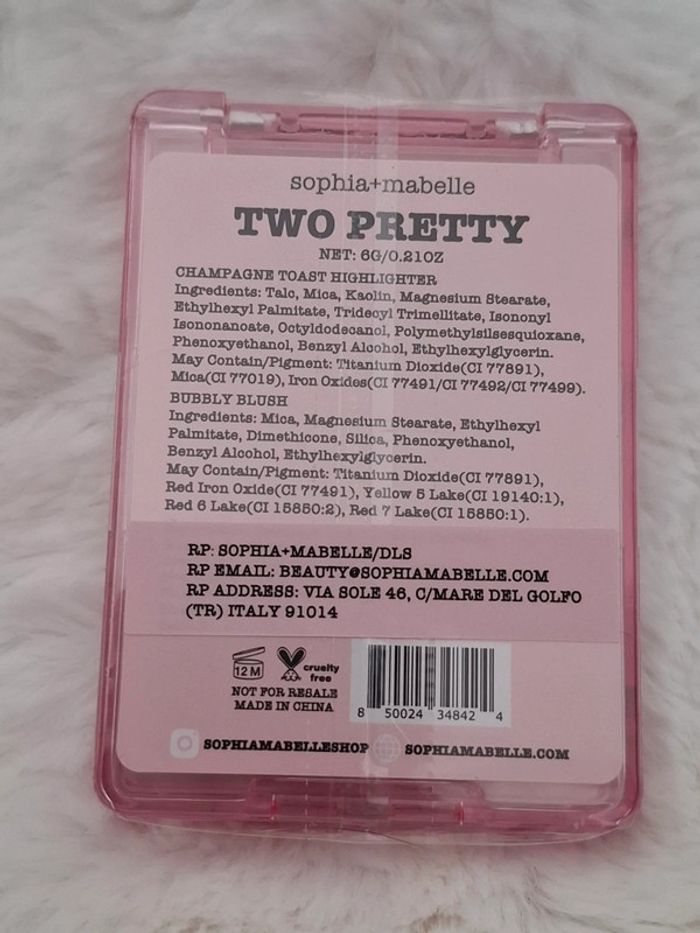 sophia+mabelle
TWO PRETTY
NET: 6G/0.21OZ
CHAMPAGNE TOAST HIGHLIGHTER
Ingredients: Talc, Mica, Kaolin, Magnesium Stearate,
Ethylhexyl Palmitate, Tridecyl Trimellitate, Isononyl
Isononanoate, Octyldodecanol, Polymethylsilsesquioxane,
Phenoxyethanol, Benzyl Alcohol, Ethylhexylglycerin.
May Contain/Pigment: Titanium Dioxide(CI 77891),
Mica(CI 77019), Iron Oxides(CI 77491/CI 77492/CI 77499).
BUBBLY BLUSH
Ingredients: Mica, Magnesium Stearate, Ethylhexyl
Palmitate, Dimethicone, Silica, Phenoxyethanol,
Benzyl Alcohol, Ethylhexylglycerin.
May Contain/Pigment: Titanium Dioxide(CI 77891),
Red Iron Oxide(CI 77491), Yellow 5 Lake(CI 19140:1),
Red 6 Lake(CI 15850:2), Red 7 Lake(CI 15850:1).
RP: SOPHIA+MABELLE/DLS
RP EMAIL: BEAUTY@SOPHIAMABELLE.COM
RP ADDRESS: VIA SOLE 46, C/MARE DEL GOLFO
(TR) ITALY 91014
12 M
cruelty
free
NOT FOR RESALE
MADE IN CHINA
8 50024 34842 4
SOPHIAMABELLESHOP SOPHIAMABELLE.COM